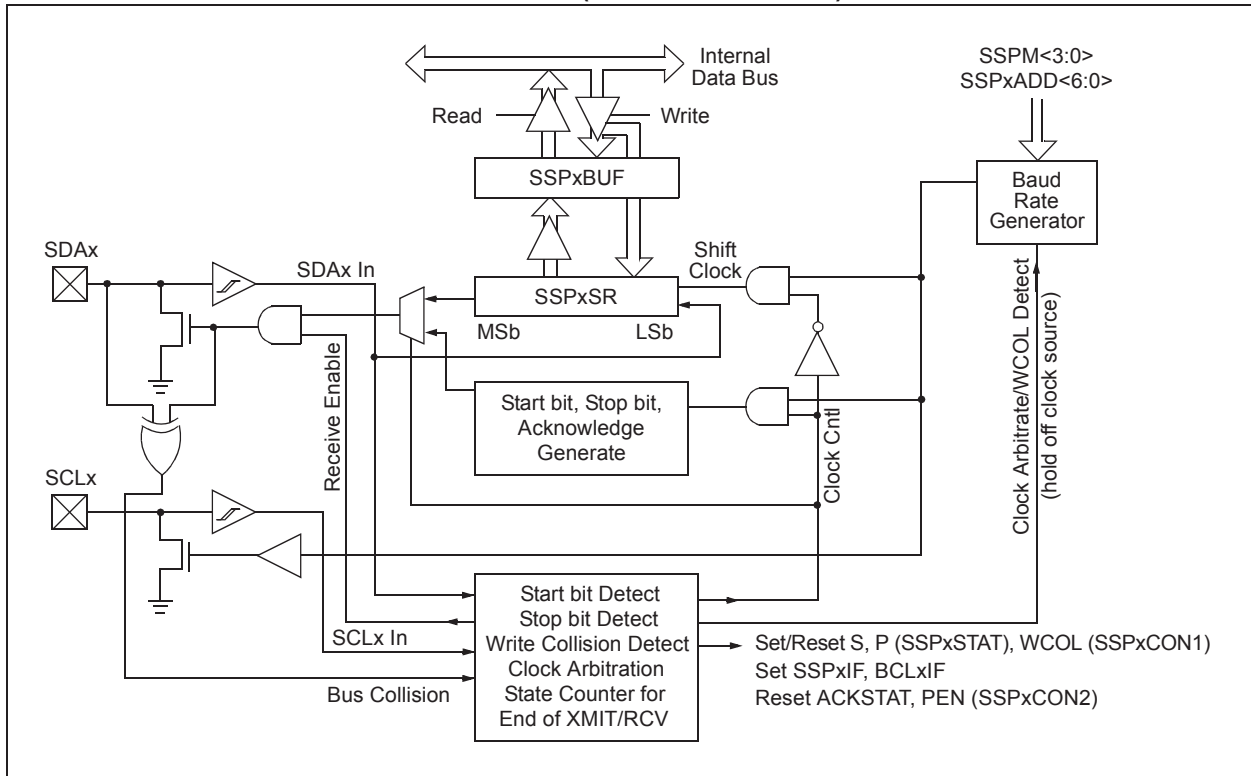 Internal
Data Bus
SSPM<3:0>
SSPxADD<6:0>
Read
Write
SSPxBUF
Baud
Rate
Generator
SDAx
SDAx In
Shift
Clock
SSPxSR
MSb
LSb
Receive Enable
Start bit, Stop bit,
Acknowledge
Generate
Clock Cntl
Clock Arbitrate/WCOL Detect
(hold off clock source)
SCLx
SCLx In
Bus Collision
Start bit Detect
Stop bit Detect
Write Collision Detect
Clock Arbitration
State Counter for
End of XMIT/RCV
Set/Reset S, P (SSPxSTAT), WCOL (SSPxCON1)
Set SSPxIF, BCLxIF
Reset ACKSTAT, PEN (SSPxCON2)